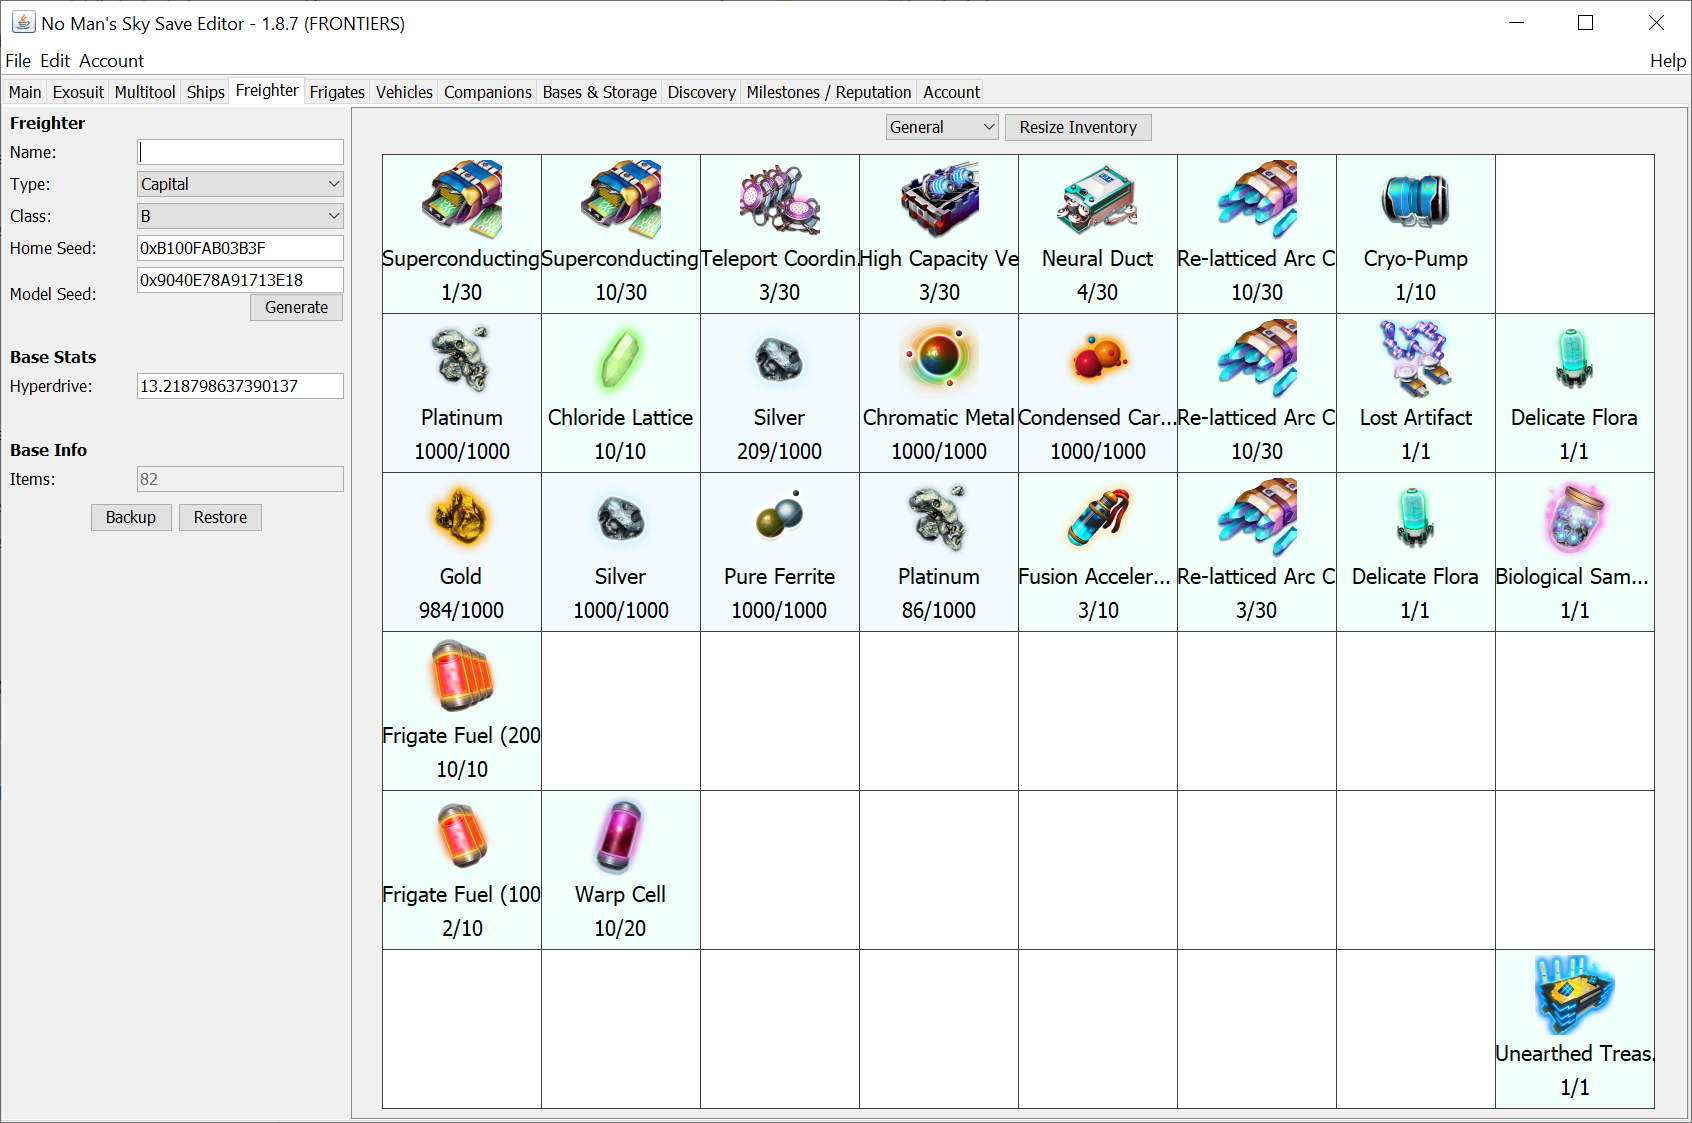 No Man's Sky Save Editor - 1.8.7 (FRONTIERS)
File Edit Account Help
Main Exosuit Multitool Ships Freighter Frigates Vehicles Companions Bases & Storage Discovery Milestones / Reputation Account
Freighter
Name:
Type: Capital
Class: B
Home Seed: 0xB100FAB03B3F
Model Seed: 0x9040E78A91713E18
Generate
Base Stats
Hyperdrive: 13.218798637390137
Base Info
Items: 82
Backup Restore
General Resize Inventory
Superconducting Superconducting Teleport Coordin. High Capacity Ve Neural Duct Re-latticed Arc C Cryo-Pump
1/30 10/30 3/30 3/30 4/30 10/30 1/10
Platinum Chloride Lattice Silver Chromatic Metal Condensed Car... Re-latticed Arc C Lost Artifact Delicate Flora
1000/1000 10/10 209/1000 1000/1000 1000/1000 10/30 1/1 1/1
Gold Silver Pure Ferrite Platinum Fusion Acceler... Re-latticed Arc C Delicate Flora Biological Sam...
984/1000 1000/1000 1000/1000 86/1000 3/10 3/30 1/1 1/1
Frigate Fuel (200
10/10
Frigate Fuel (100 Warp Cell
2/10 10/20
Unearthed Treas.
1/1